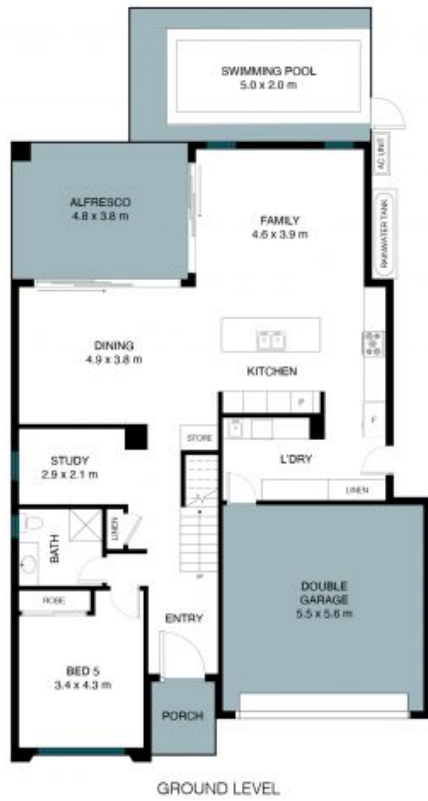 SWIMMING POOL
5.0 x 2.0 m
AC UNIT
ALFRESCO
4.8 x 3.8 m
FAMILY
4.6 x 3.9 m
RAINWATER TANK
DINING
4.9 x 3.8 m
KITCHEN
P
F
STORE
STUDY
2.9 x 2.1 m
L'DRY
LINEN
LINEN
BATH
ROBE
ENTRY
DOUBLE
GARAGE
5.5 x 5.6 m
BED 5
3.4 x 4.3 m
PORCH
GROUND LEVEL